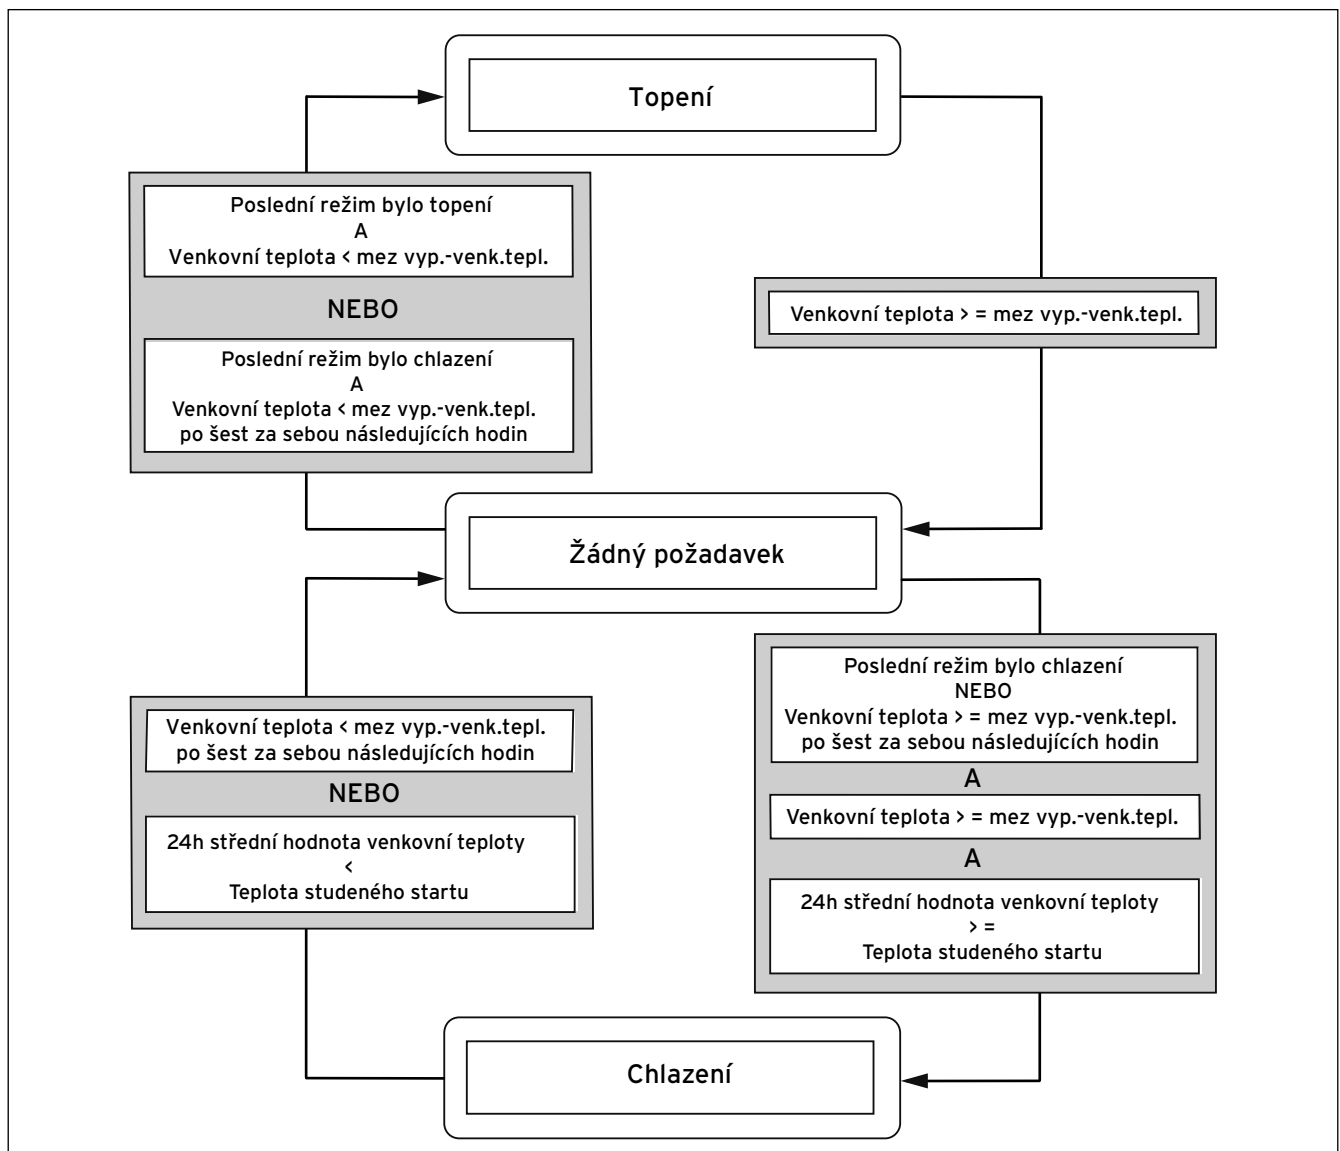 Topení
Poslední režim bylo topení
A
Venkovní teplota < mez vyp.-venk.tepl.
NEBO
Poslední režim bylo chlazení
A
Venkovní teplota < mez vyp.-venk.tepl.
po šest za sebou následujících hodin
Venkovní teplota > = mez vyp.-venk.tepl.
Žádný požadavek
Venkovní teplota < mez vyp.-venk.tepl.
po šest za sebou následujících hodin
NEBO
24h střední hodnota venkovní teploty
<
Teplota studeného startu
Poslední režim bylo chlazení
NEBO
Venkovní teplota > = mez vyp.-venk.tepl.
po šest za sebou následujících hodin
A
Venkovní teplota > = mez vyp.-venk.tepl.
A
24h střední hodnota venkovní teploty
> =
Teplota studeného startu
Chlazení